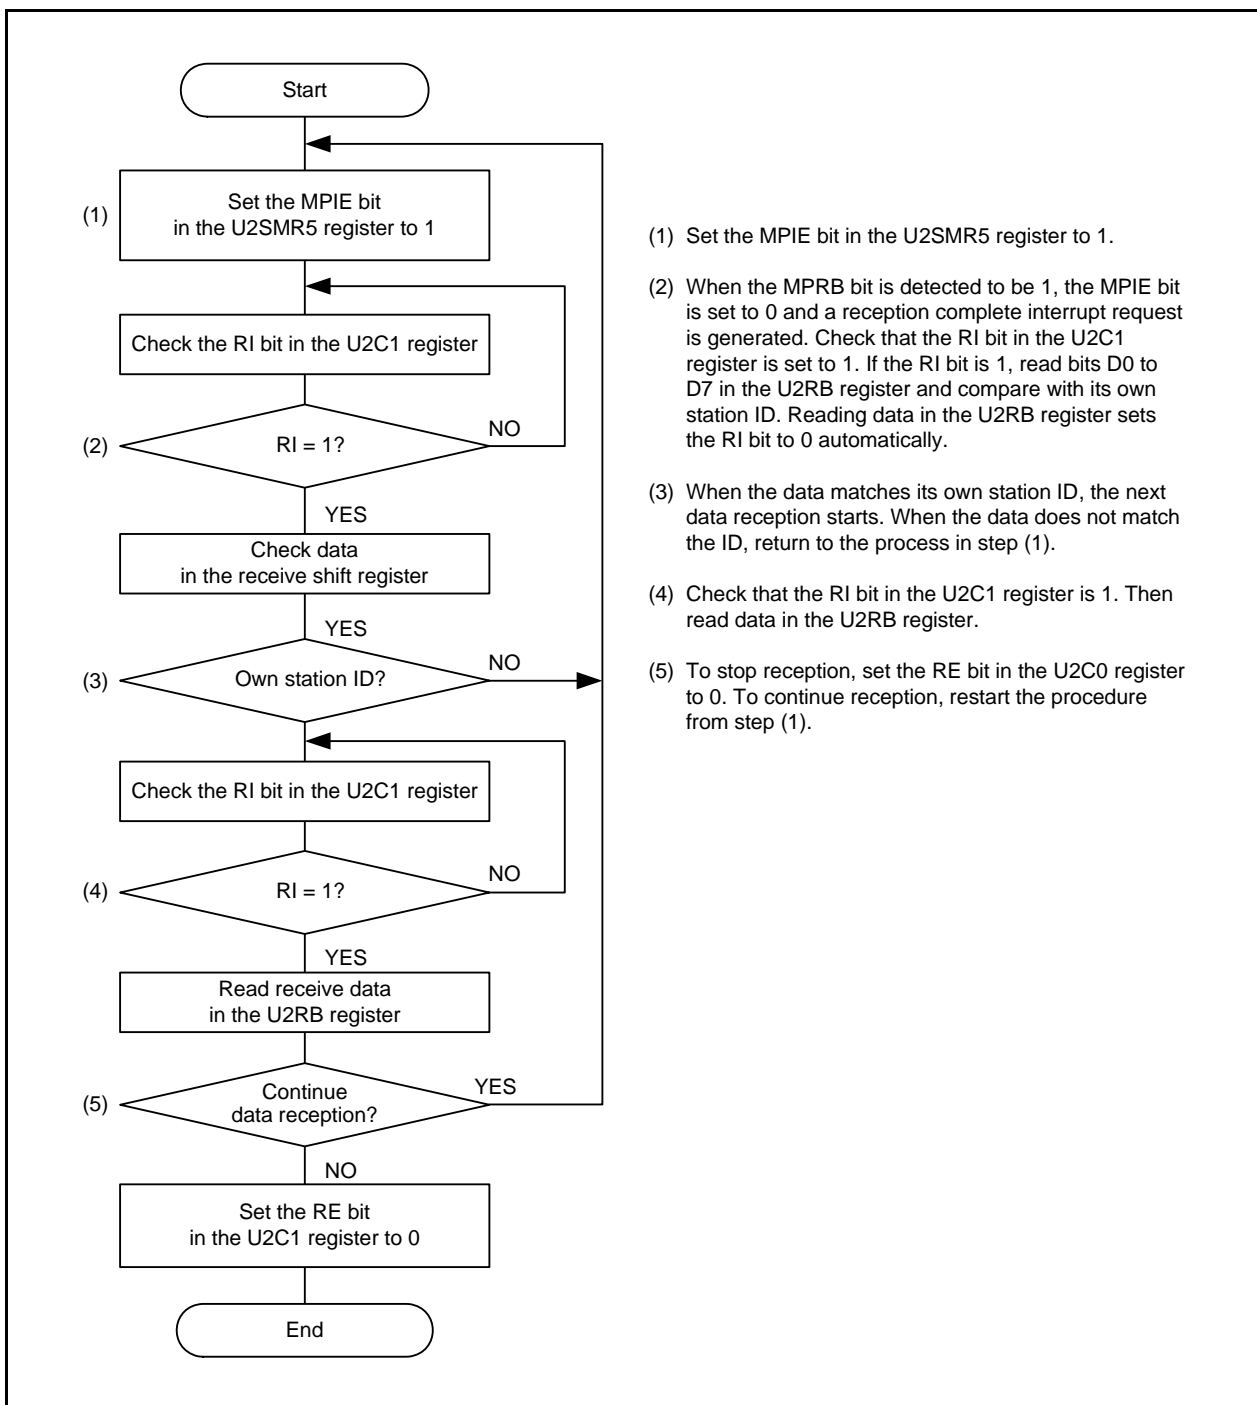 Start
(1)
Set the MPIE bit
in the U2SMR5 register to 1
Check the RI bit in the U2C1 register
(2)
RI = 1?
NO
YES
Check data
in the receive shift register
YES
(3)
Own station ID?
NO
Check the RI bit in the U2C1 register
(4)
RI = 1?
NO
YES
Read receive data
in the U2RB register
(5)
Continue
data reception?
YES
NO
Set the RE bit
in the U2C1 register to 0
End
(1) Set the MPIE bit in the U2SMR5 register to 1.
(2) When the MPRB bit is detected to be 1, the MPIE bit
is set to 0 and a reception complete interrupt request
is generated. Check that the RI bit in the U2C1
register is set to 1. If the RI bit is 1, read bits D0 to
D7 in the U2RB register and compare with its own
station ID. Reading data in the U2RB register sets
the RI bit to 0 automatically.
(3) When the data matches its own station ID, the next
data reception starts. When the data does not match
the ID, return to the process in step (1).
(4) Check that the RI bit in the U2C1 register is 1. Then
read data in the U2RB register.
(5) To stop reception, set the RE bit in the U2C0 register
to 0. To continue reception, restart the procedure
from step (1).